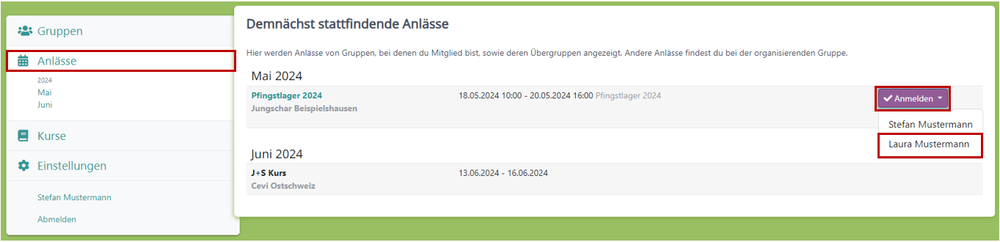 Gruppen
Anlässe
2024
Mai
Juni
Kurse
Einstellungen
Stefan Mustermann
Abmelden
Demnächst stattfindende Anlässe
Hier werden Anlässe von Gruppen, bei denen du Mitglied bist, sowie deren Übergruppen angezeigt. Andere Anlässe findest du bei der organisierenden Gruppe.
Mai 2024
Pfingstlager 2024 18.05.2024 10:00 - 20.05.2024 16:00 Pfingstlager 2024 Anmelden
Jungschar Beispielshausen
Stefan Mustermann
Laura Mustermann
Juni 2024
J+S Kurs 13.06.2024 - 16.06.2024
Cevi Ostschweiz